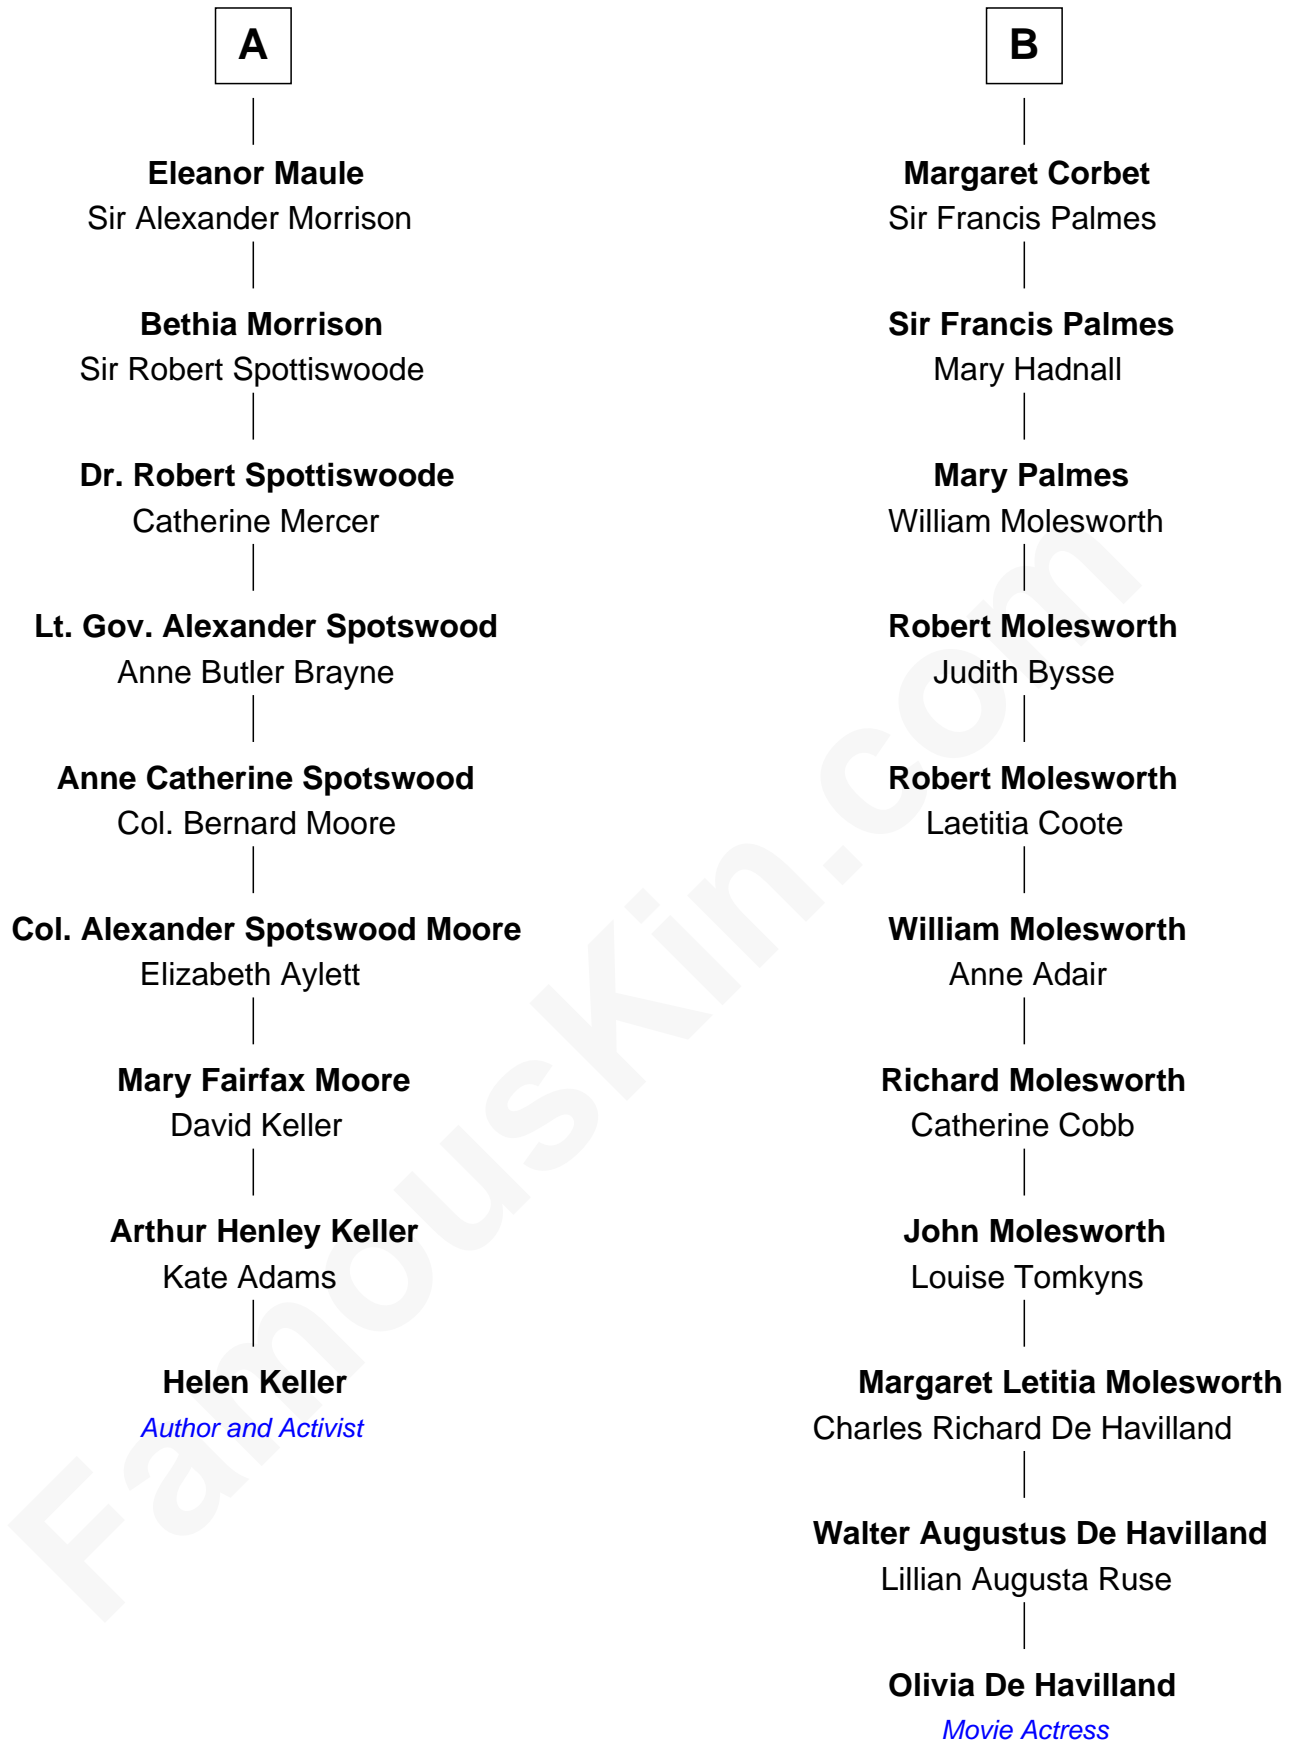 A
Eleanor Maule
Sir Alexander Morrison
Bethia Morrison
Sir Robert Spottiswoode
Dr. Robert Spottiswoode
Catherine Mercer
Lt. Gov. Alexander Spotswood
Anne Butler Brayne
Anne Catherine Spotswood
Col. Bernard Moore
Col. Alexander Spotswood Moore
Elizabeth Aylett
Mary Fairfax Moore
David Keller
Arthur Henley Keller
Kate Adams
Helen Keller
Author and Activist
B
Margaret Corbet
Sir Francis Palmes
Sir Francis Palmes
Mary Hadnall
Mary Palmes
William Molesworth
Robert Molesworth
Judith Bysse
Robert Molesworth
Laetitia Coote
William Molesworth
Anne Adair
Richard Molesworth
Catherine Cobb
John Molesworth
Louise Tomkyns
Margaret Letitia Molesworth
Charles Richard De Havilland
Walter Augustus De Havilland
Lillian Augusta Ruse
Olivia De Havilland
Movie Actress
FamousKin.com